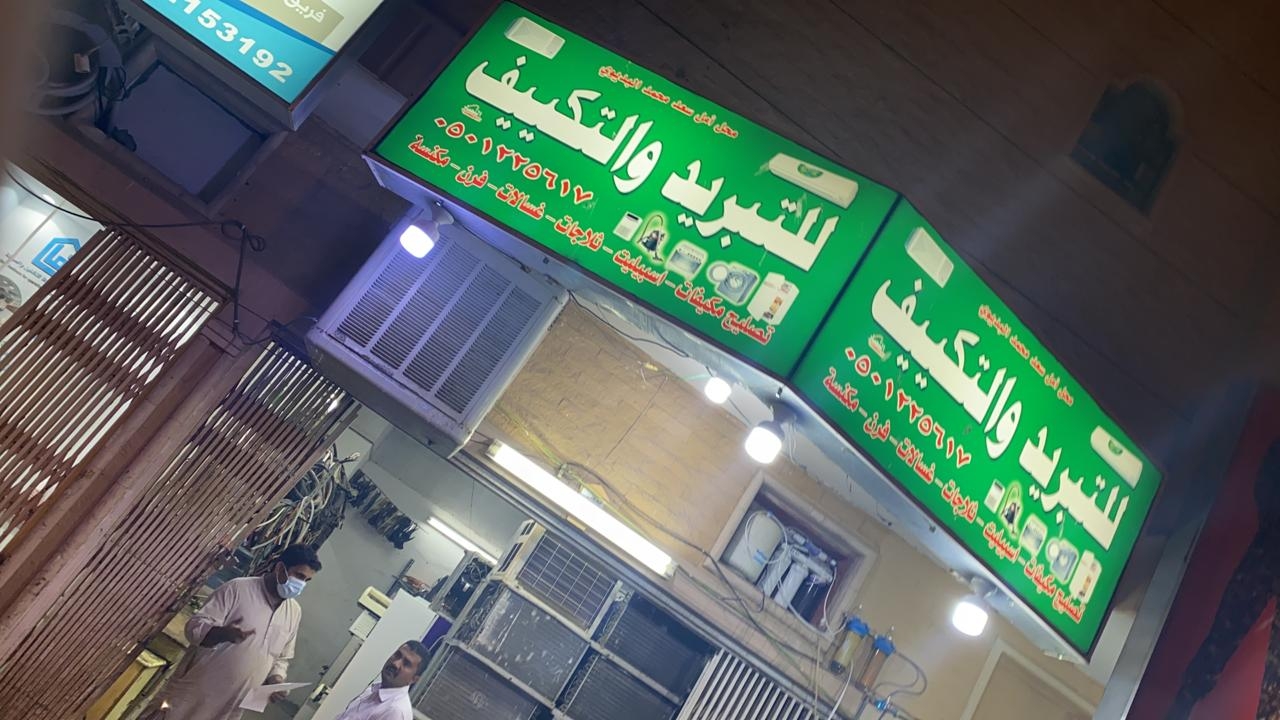 فريق
153192
محل أمل سعد محمد البديوي
للتبريد والتكييف
٠٥٠١٢٢٥٦١٧
تصليح مكيفات - اسبليت - ثلاجات - غسالات - فرن - مكنسة
محل أمل سعد محمد البديوي
للتبريد والتكييف
٠٥٠١٢٢٥٦١٧
تصليح مكيفات - اسبليت - ثلاجات - غسالات - فرن - مكنسة